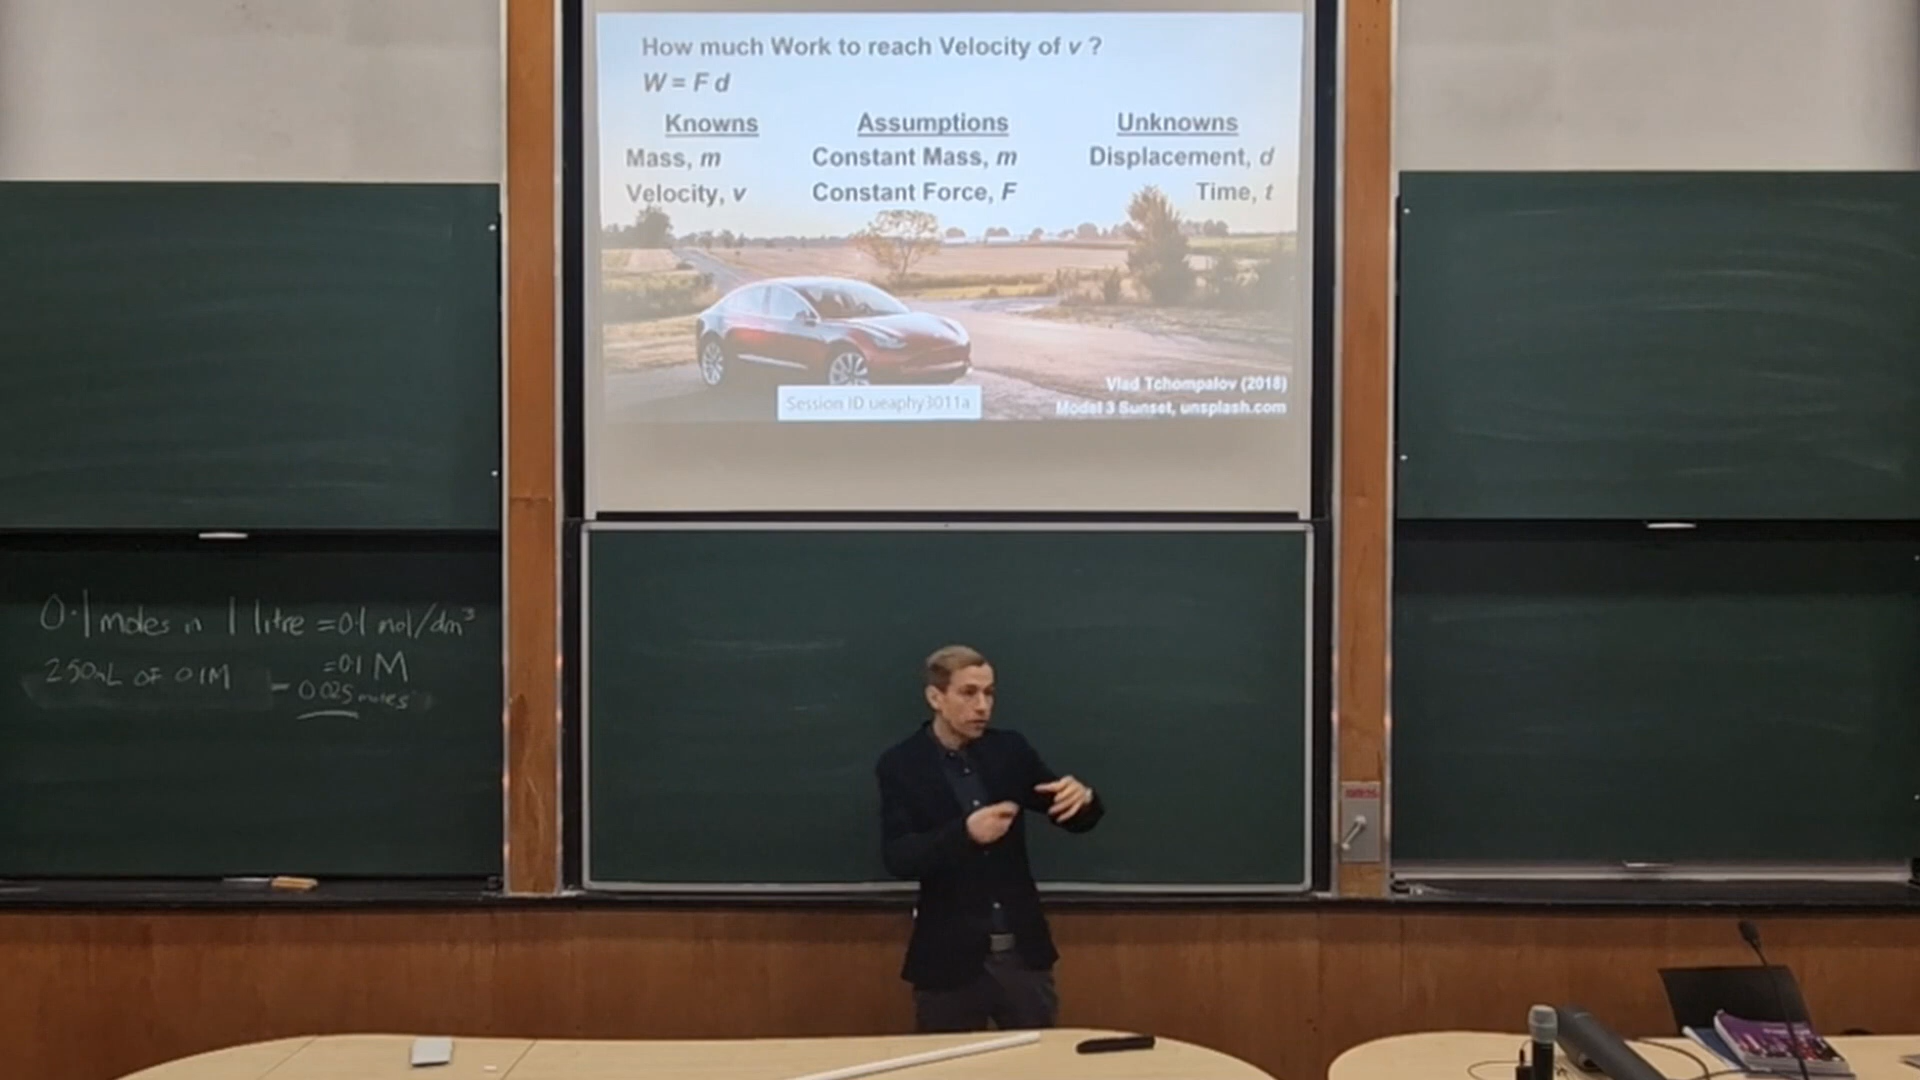 How much Work to reach Velocity of v ?
W = F d
Knowns Assumptions Unknowns
Mass, m Constant Mass, m Displacement, d
Velocity, v Constant Force, F Time, t
Vlad Tchompalov (2018)
Model 3 Sunset, unsplash.com
Session ID ueaphy3011a
0.1 moles in 1 litre = 0.1 mol/dm³
= 0.1 M
250mL OF 0.1M = 0.025 moles